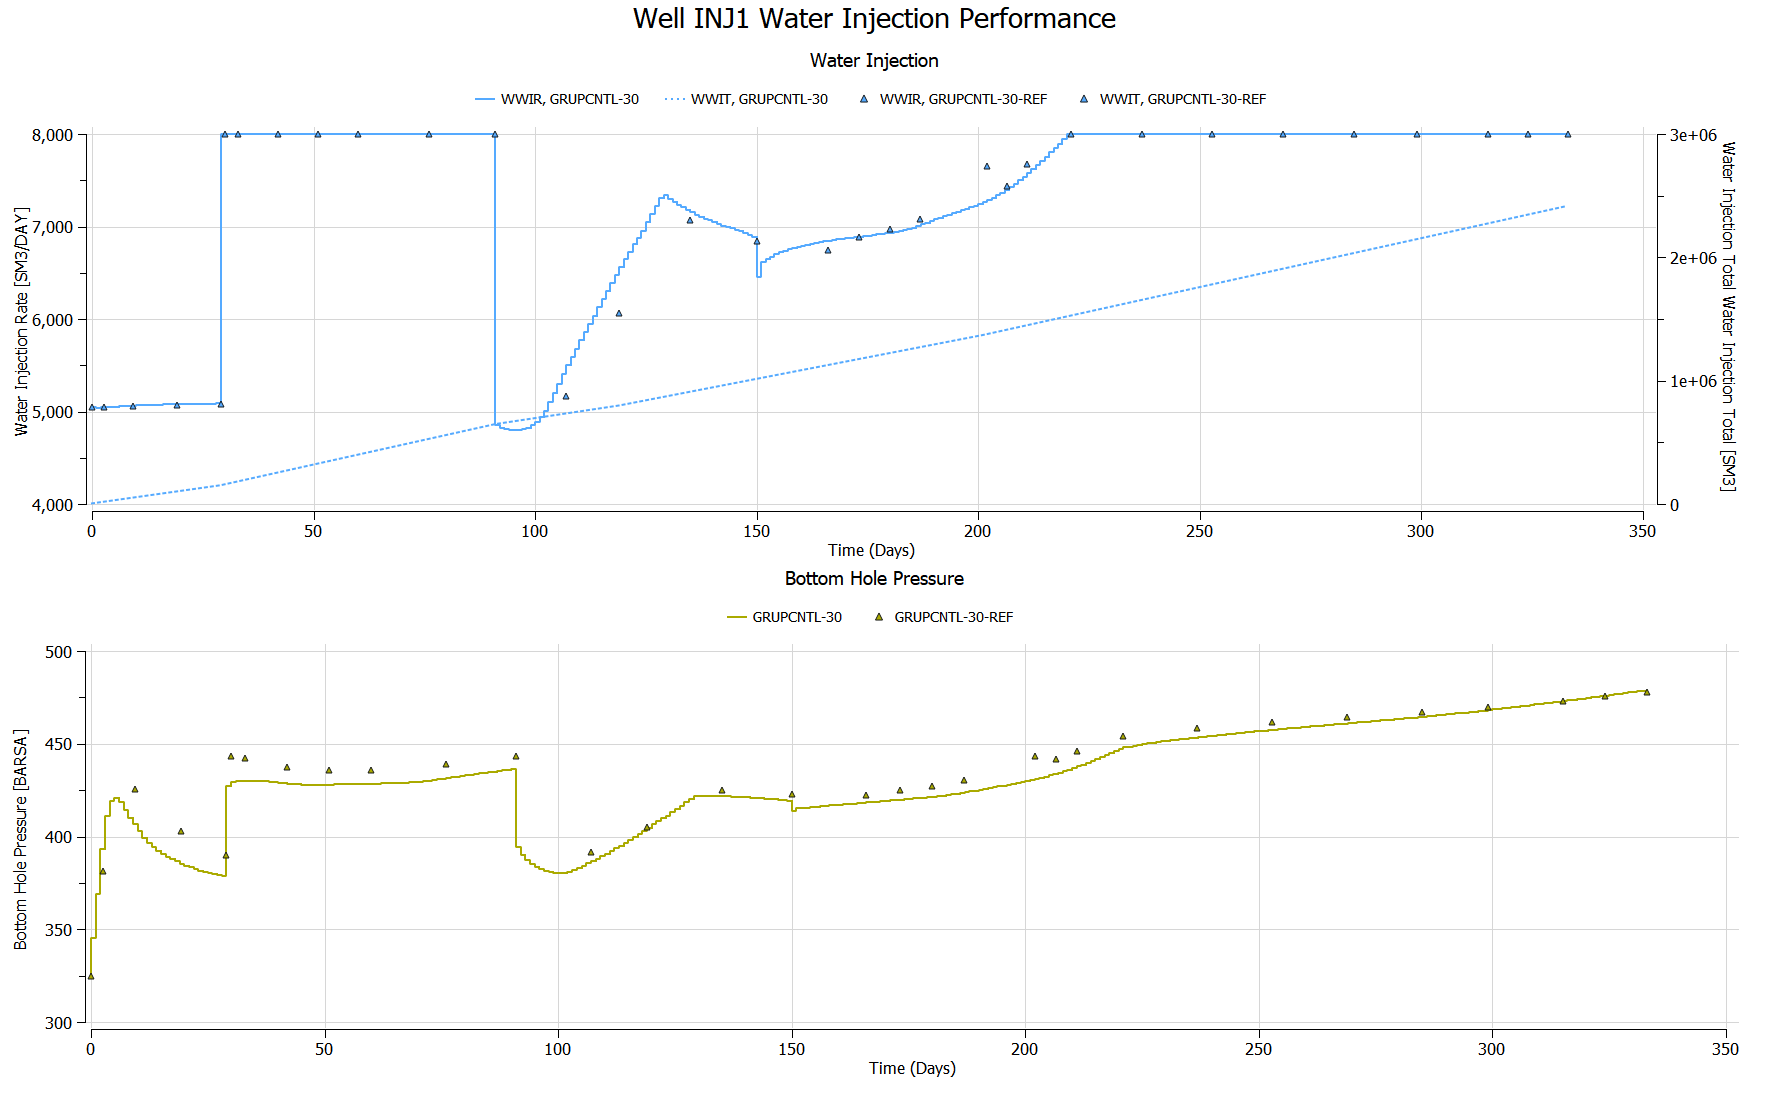 Well INJ1 Water Injection Performance
Water Injection
WWIR, GRUPCNTL-30 WWIT, GRUPCNTL-30 WWIR, GRUPCNTL-30-REF WWIT, GRUPCNTL-30-REF
Water Injection Rate [SM3/DAY]
8,000
7,000
6,000
5,000
4,000
3e+06
2e+06
1e+06
0
Water Injection Total Water Injection Total [SM3]
0 50 100 150 200 250 300 350
Time (Days)
Bottom Hole Pressure
GRUPCNTL-30 GRUPCNTL-30-REF
Bottom Hole Pressure [BARSA]
500
450
400
350
300
0 50 100 150 200 250 300 350
Time (Days)